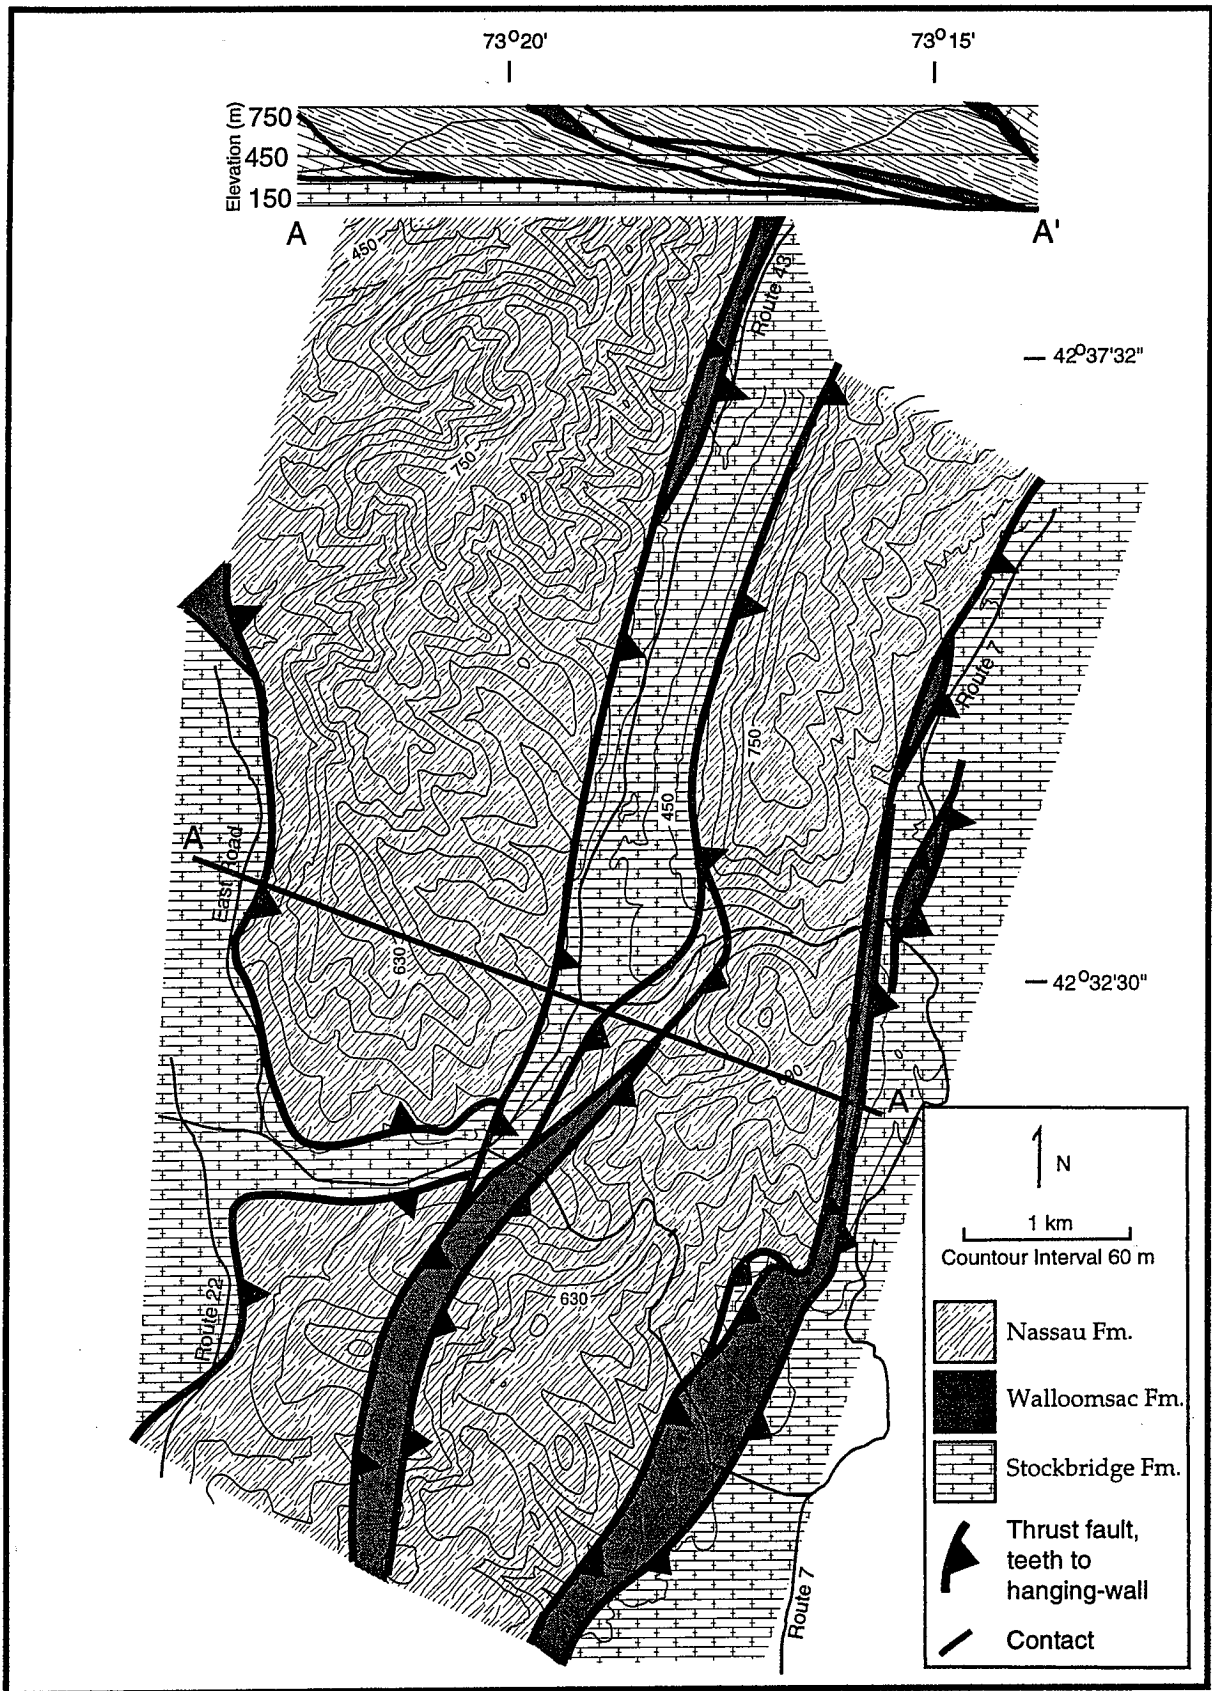 73°20'
73°15'
Elevation (m)
750
450
150
A
A'
450
Route 43
42°37'32"
750
Route 7
750
450
A
East Road
630
42°32'30"
A'
N
1 km
Countour Interval 60 m
630
Route 22
Nassau Fm.
Walloomsac Fm.
Stockbridge Fm.
Thrust fault,
teeth to
hanging-wall
Contact
Route 7